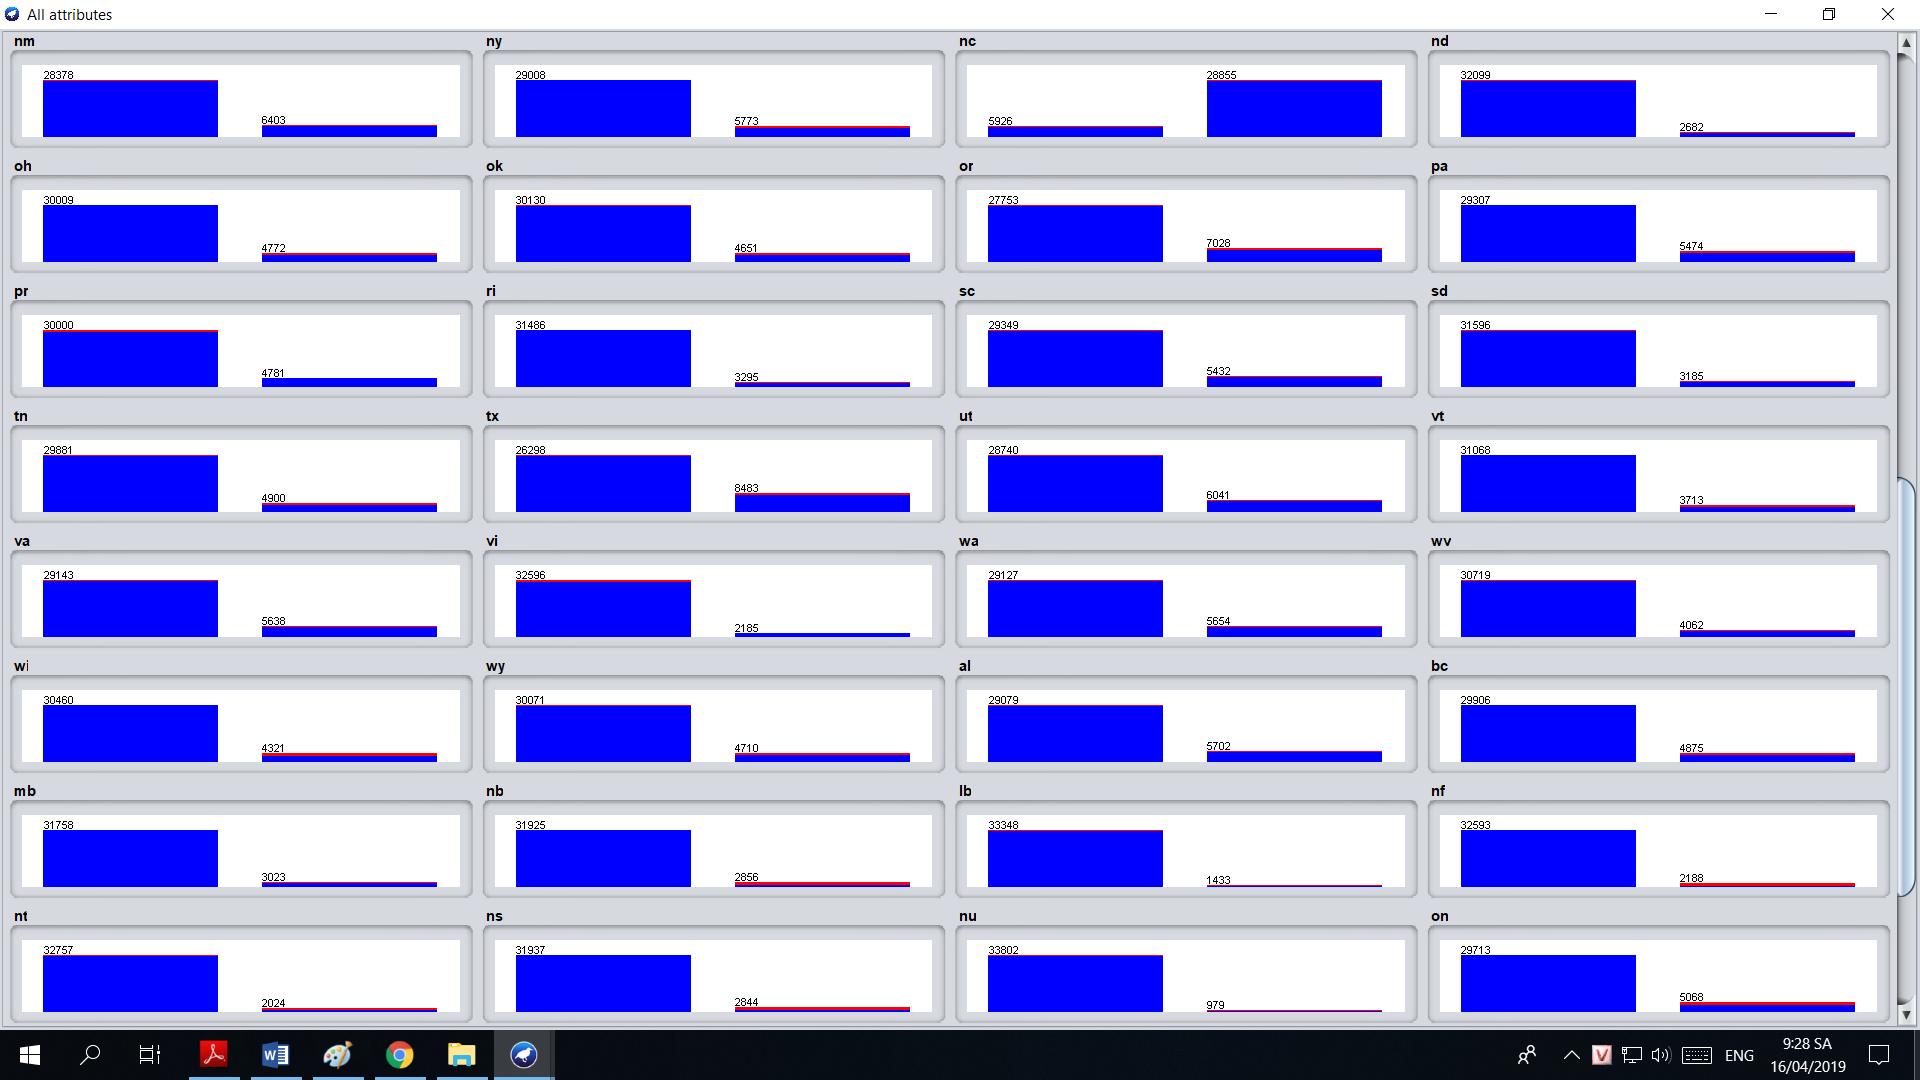 All attributes
nm ny nc nd
28378 6403 29008 5773 5926 28855 32099 2682
oh ok or pa
30009 4772 30130 4651 27753 7028 29307 5474
pr ri sc sd
30000 4781 31486 3295 29349 5432 31596 3185
tn tx ut vt
29881 4900 26298 8483 28740 6041 31068 3713
va vi wa wv
29143 5638 32596 2185 29127 5654 30719 4062
wi wy al bc
30460 4321 30071 4710 29079 5702 29906 4875
mb nb lb nf
31758 3023 31925 2856 33348 1433 32593 2188
nt ns nu on
32757 2024 31937 2844 33802 979 29713 5068
ENG
9:28 SA
16/04/2019